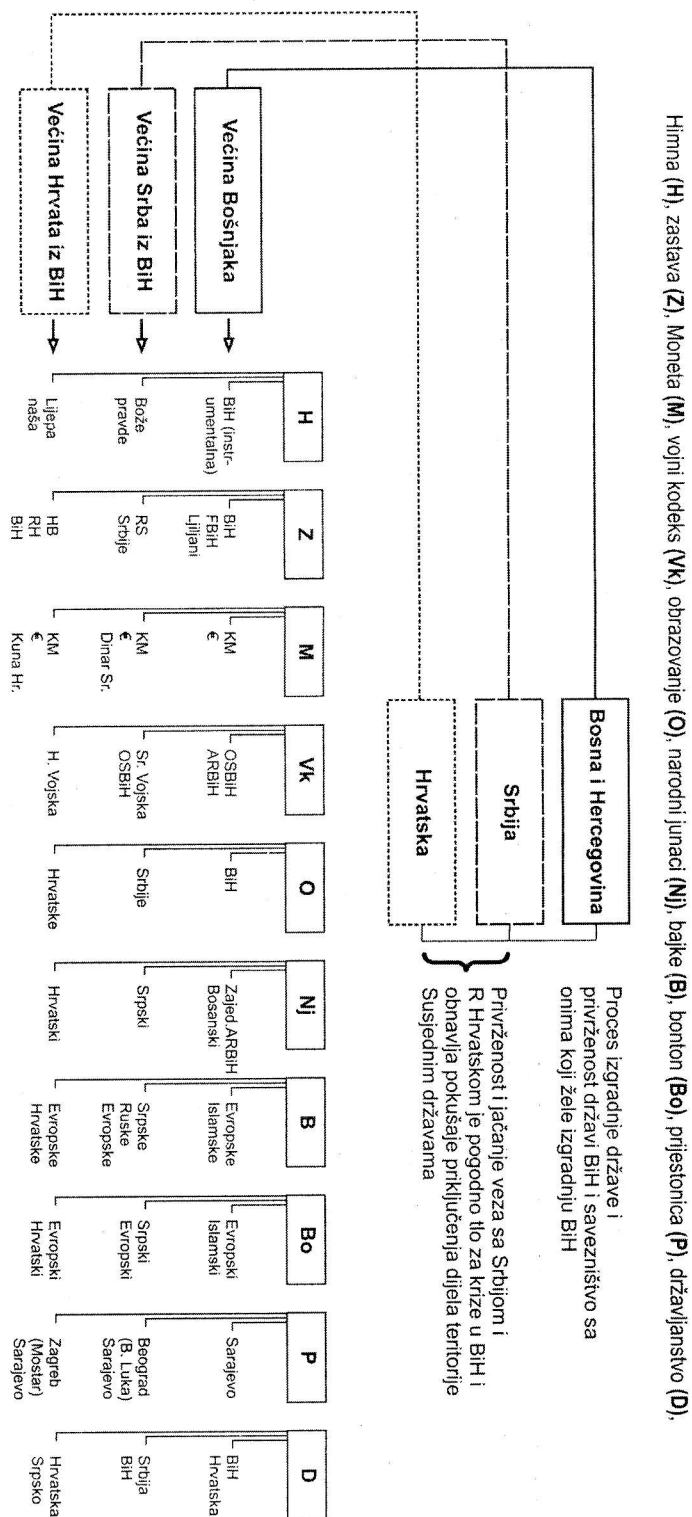 Himna (H), zastava (Z), Moneta (M), vojni kodeks (Vk), obrazovanje (O), narodni junaci (Nj), bajke (B), bonton (Bo), prijestonica (P), državljanstvo (D),
Bosna i Hercegovina
Srbija
Hrvatska
Proces izgradnje države i
privrženost državi BiH i savezništvo sa
onima koji žele izgradnju BiH
Privrženost i jačanje veza sa Srbijom i
R Hrvatskom je pogodno tlo za krize u BiH i
obnavlja pokušaje priključenja dijela teritorije
Susjednim državama
Većina Bošnjaka
Većina Srba iz BiH
Većina Hrvata iz BiH
H
BiH (instr-
umentalna)
Bože
pravde
Lijepa
naša
Z
BiH
FBiH
Ljiljani
RS
Srbije
HB
RH
BiH
M
KM
€
KM
€
Dinar Sr.
KM
€
Kuna Hr.
Vk
OSBiH
ARBiH
Sr. Vojska
OSBiH
H. Vojska
O
BiH
Srbije
Hrvatske
Nj
Zajed.ARBiH
Bosanski
Srpski
Hrvatski
B
Evropske
Islamske
Srpske
Ruske
Evropske
Evropske
Hrvatske
Bo
Evropski
Islamski
Srpski
Evropski
Evropski
Hrvatski
P
Sarajevo
Beograd
(B. Luka)
Sarajevo
Zagreb
(Mostar)
Sarajevo
D
BiH
Hrvatska
Srbija
BiH
Hrvatska
Srpsko